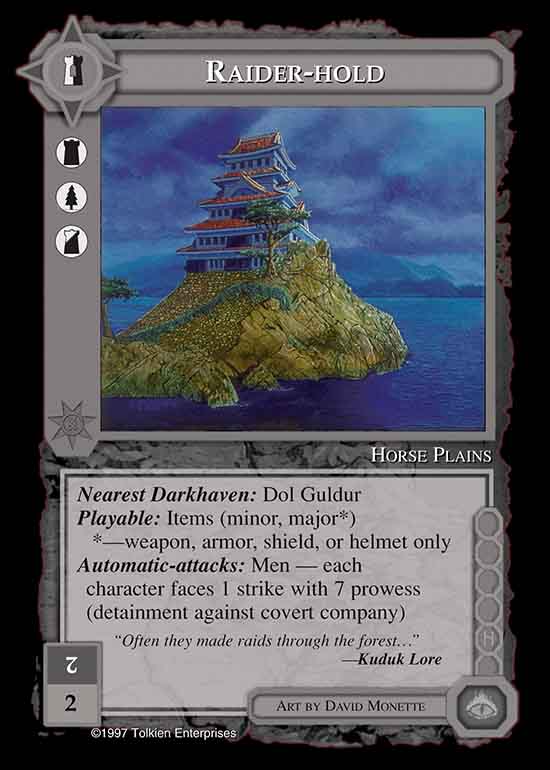 RAIDER-HOLD
HORSE PLAINS
Nearest Darkhaven: Dol Guldur
Playable: Items (minor, major*)
*—weapon, armor, shield, or helmet only
Automatic-attacks: Men — each
character faces 1 strike with 7 prowess
(detainment against covert company)
“Often they made raids through the forest…”
—Kuduk Lore
2
2
H
ART BY DAVID MONETTE
©1997 Tolkien Enterprises